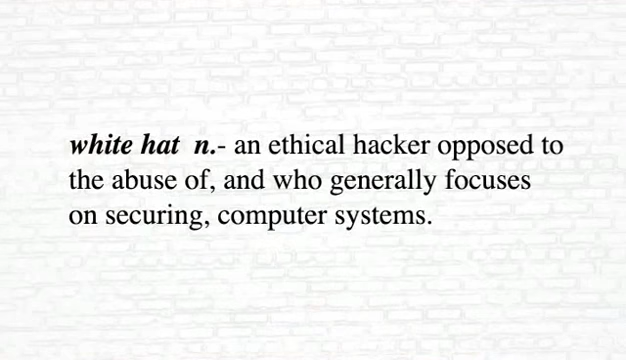 white hat n.- an ethical hacker opposed to
the abuse of, and who generally focuses
on securing, computer systems.